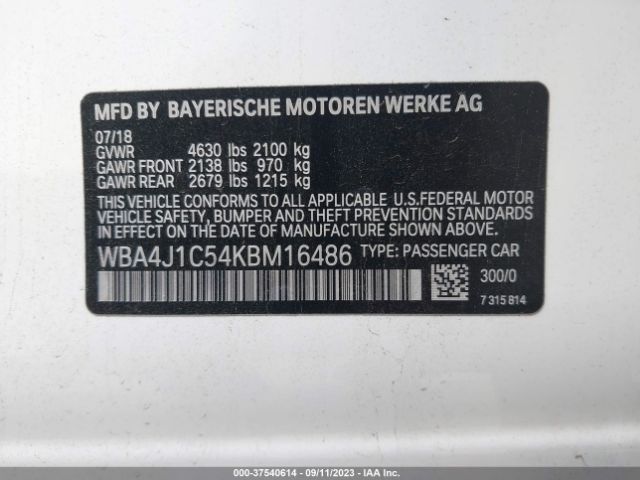 MFD BY BAYERISCHE MOTOREN WERKE AG
07/18
GVWR 4630 lbs 2100 kg
GAWR FRONT 2138 lbs 970 kg
GAWR REAR 2679 lbs 1215 kg
THIS VEHICLE CONFORMS TO ALL APPLICABLE U.S.FEDERAL MOTOR
VEHICLE SAFETY, BUMPER AND THEFT PREVENTION STANDARDS
IN EFFECT ON THE DATE OF MANUFACTURE SHOWN ABOVE.
WBA4J1C54KBM16486 TYPE: PASSENGER CAR
300/0
7 315 814
000-37540614 - 09/11/2023 - IAAI.COM